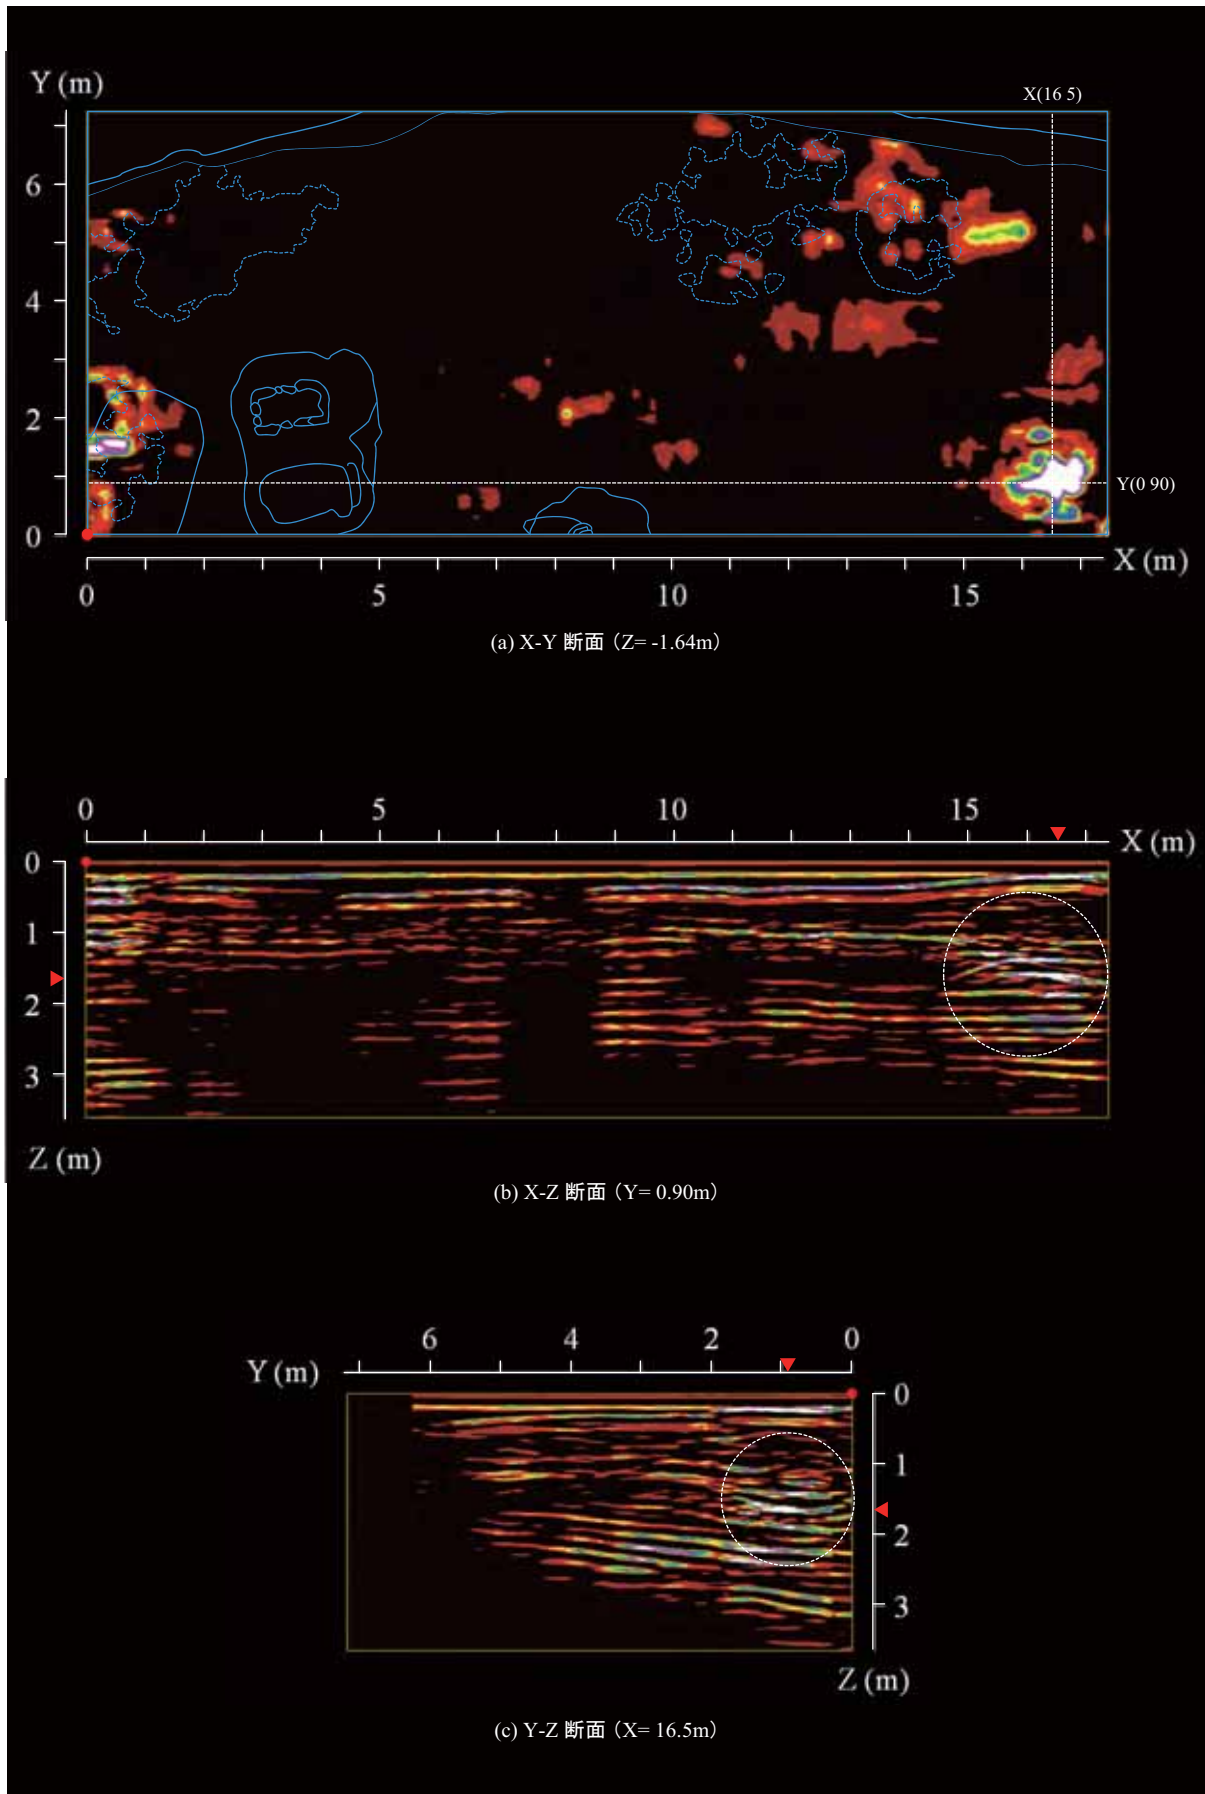 Y (m)
X(16 5)
6
4
2
Y(0 90)
0
X (m)
0 5 10 15
(a) X-Y 断面（Z= -1.64m）
0 5 10 15
X (m)
0
1
2
3
Z (m)
(b) X-Z 断面（Y= 0.90m）
6 4 2 0
Y (m)
0
1
2
3
Z (m)
(c) Y-Z 断面（X= 16.5m）